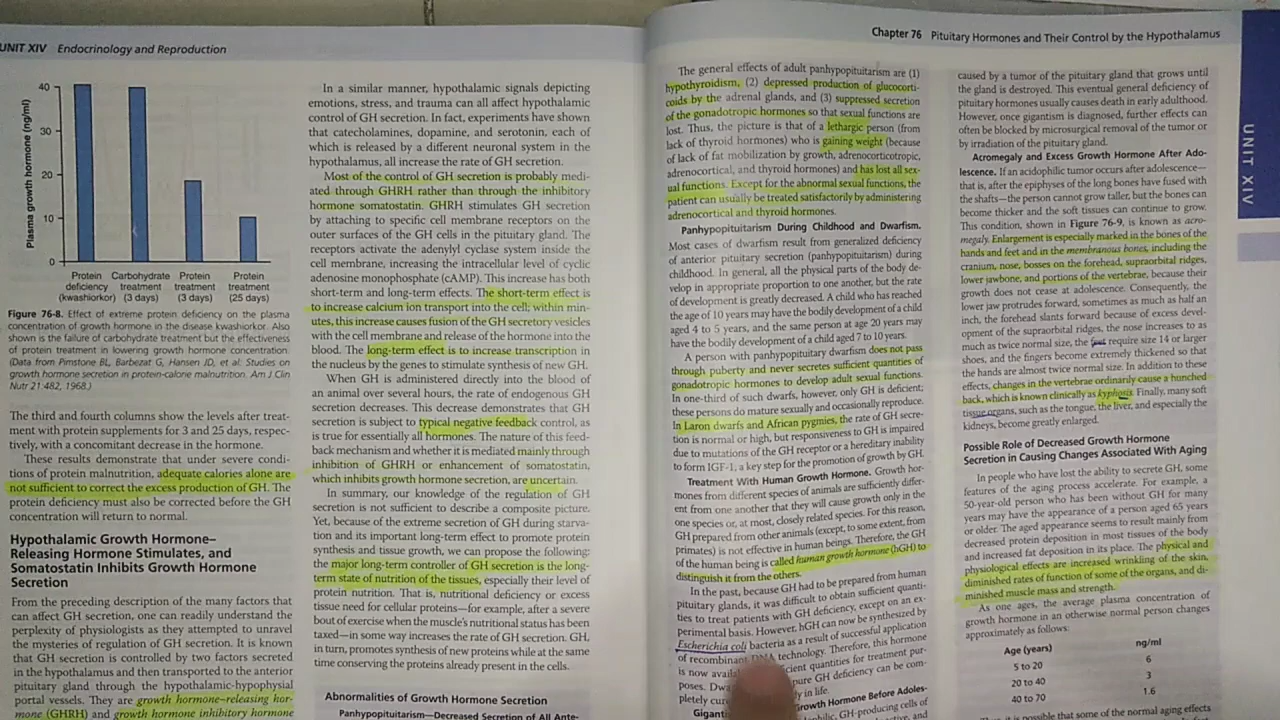 UNIT XIV Endocrinology and Reproduction
Plasma growth hormone (ng/ml)
40
30
20
10
0
Protein deficiency (kwashiorkor)
Carbohydrate treatment (3 days)
Protein treatment (3 days)
Protein treatment (25 days)
Figure 76-8. Effect of extreme protein deficiency on the plasma
concentration of growth hormone in the disease kwashiorkor. Also
shown is the failure of carbohydrate treatment but the effectiveness
of protein treatment in lowering growth hormone concentration.
(Data from Pimstone BL, Barbezat G, Hansen JD, et al: Studies on
growth hormone secretion in protein-calorie malnutrition. Am J Clin
Nutr 21:482, 1968.)
The third and fourth columns show the levels after treat-
ment with protein supplements for 3 and 25 days, respec-
tively, with a concomitant decrease in the hormone.
These results demonstrate that under severe condi-
tions of protein malnutrition, adequate calories alone are
not sufficient to correct the excess production of GH. The
protein deficiency must also be corrected before the GH
concentration will return to normal.
Hypothalamic Growth Hormone–
Releasing Hormone Stimulates, and
Somatostatin Inhibits Growth Hormone
Secretion
From the preceding description of the many factors that
can affect GH secretion, one can readily understand the
perplexity of physiologists as they attempted to unravel
the mysteries of regulation of GH secretion. It is known
that GH secretion is controlled by two factors secreted
in the hypothalamus and then transported to the anterior
pituitary gland through the hypothalamic-hypophysial
portal vessels. They are growth hormone–releasing hor-
mone (GHRH) and growth hormone inhibitory hormone
In a similar manner, hypothalamic signals depicting
emotions, stress, and trauma can all affect hypothalamic
control of GH secretion. In fact, experiments have shown
that catecholamines, dopamine, and serotonin, each of
which is released by a different neuronal system in the
hypothalamus, all increase the rate of GH secretion.
Most of the control of GH secretion is probably medi-
ated through GHRH rather than through the inhibitory
hormone somatostatin. GHRH stimulates GH secretion
by attaching to specific cell membrane receptors on the
outer surfaces of the GH cells in the pituitary gland. The
receptors activate the adenylyl cyclase system inside the
cell membrane, increasing the intracellular level of cyclic
adenosine monophosphate (cAMP). This increase has both
short-term and long-term effects. The short-term effect is
to increase calcium ion transport into the cell; within min-
utes, this increase causes fusion of the GH secretory vesicles
with the cell membrane and release of the hormone into the
blood. The long-term effect is to increase transcription in
the nucleus by the genes to stimulate synthesis of new GH.
When GH is administered directly into the blood of
an animal over several hours, the rate of endogenous GH
secretion decreases. This decrease demonstrates that GH
secretion is subject to typical negative feedback control, as
is true for essentially all hormones. The nature of this feed-
back mechanism and whether it is mediated mainly through
inhibition of GHRH or enhancement of somatostatin,
which inhibits growth hormone secretion, are uncertain.
In summary, our knowledge of the regulation of GH
secretion is not sufficient to describe a composite picture.
Yet, because of the extreme secretion of GH during starva-
tion and its important long-term effect to promote protein
synthesis and tissue growth, we can propose the following:
the major long-term controller of GH secretion is the long-
term state of nutrition of the tissues, especially their level of
protein nutrition. That is, nutritional deficiency or excess
tissue need for cellular proteins—for example, after a severe
bout of exercise when the muscle's nutritional status has been
taxed—in some way increases the rate of GH secretion. GH,
in turn, promotes synthesis of new proteins while at the same
time conserving the proteins already present in the cells.
Abnormalities of Growth Hormone Secretion
Panhypopituitarism—Decreased Secretion of All Ante-
Chapter 76 Pituitary Hormones and Their Control by the Hypothalamus
The general effects of adult panhypopituitarism are (1)
hypothyroidism, (2) depressed production of glucocorti-
coids by the adrenal glands, and (3) suppressed secretion
of the gonadotropic hormones so that sexual functions are
lost. Thus, the picture is that of a lethargic person (from
lack of thyroid hormones) who is gaining weight (because
of lack of fat mobilization by growth, adrenocorticotropic,
adrenocortical, and thyroid hormones) and has lost all sex-
ual functions. Except for the abnormal sexual functions, the
patient can usually be treated satisfactorily by administering
adrenocortical and thyroid hormones.
Panhypopituitarism During Childhood and Dwarfism.
Most cases of dwarfism result from generalized deficiency
of anterior pituitary secretion (panhypopituitarism) during
childhood. In general, all the physical parts of the body de-
velop in appropriate proportion to one another, but the rate
of development is greatly decreased. A child who has reached
the age of 10 years may have the bodily development of a child
aged 4 to 5 years, and the same person at age 20 years may
have the bodily development of a child aged 7 to 10 years.
A person with panhypopituitary dwarfism does not pass
through puberty and never secretes sufficient quantities of
gonadotropic hormones to develop adult sexual functions.
In one-third of such dwarfs, however, only GH is deficient;
these persons do mature sexually and occasionally reproduce.
In Laron dwarfs and African pygmies, the rate of GH secre-
tion is normal or high, but responsiveness to GH is impaired
due to mutations of the GH receptor or a hereditary inability
to form IGF-1, a key step for the promotion of growth by GH.
Treatment With Human Growth Hormone. Growth hor-
mones from different species of animals are sufficiently differ-
ent from one another that they will cause growth only in the
one species or, at most, closely related species. For this reason,
GH prepared from other animals (except, to some extent, from
primates) is not effective in human beings. Therefore, the GH
of the human being is called human growth hormone (hGH) to
distinguish it from the others.
In the past, because GH had to be prepared from human
pituitary glands, it was difficult to obtain sufficient quanti-
ties to treat patients with GH deficiency, except on an ex-
perimental basis. However, hGH can now be synthesized by
Escherichia coli bacteria as a result of successful application
of recombinant DNA technology. Therefore, this hormone
is now quantities for treatment pur-
poses. pure GH deficiency can be com-
pletely in life.
Growth Hormone Before Adoles-
GH-producing cells of
and
caused by a tumor of the pituitary gland that grows until
the gland is destroyed. This eventual general deficiency of
pituitary hormones usually causes death in early adulthood.
However, once gigantism is diagnosed, further effects can
often be blocked by microsurgical removal of the tumor or
by irradiation of the pituitary gland.
Acromegaly and Excess Growth Hormone After Ado-
lescence. If an acidophilic tumor occurs after adolescence—
that is, after the epiphyses of the long bones have fused with
the shafts—the person cannot grow taller, but the bones can
become thicker and the soft tissues can continue to grow.
This condition, shown in Figure 76-9, is known as acro-
megaly. Enlargement is especially marked in the bones of the
hands and feet and in the membranous bones, including the
cranium, nose, bosses on the forehead, supraorbital ridges,
lower jawbone, and portions of the vertebrae, because their
growth does not cease at adolescence. Consequently, the
lower jaw protrudes forward, sometimes as much as half an
inch, the forehead slants forward because of excess devel-
opment of the supraorbital ridges, the nose increases to as
much as twice normal size, the feet require size 14 or larger
shoes, and the fingers become extremely thickened so that
the hands are almost twice normal size. In addition to these
effects, changes in the vertebrae ordinarily cause a hunched
back, which is known clinically as kyphosis. Finally, many soft
tissue organs, such as the tongue, the liver, and especially the
kidneys, become greatly enlarged.
Possible Role of Decreased Growth Hormone
Secretion in Causing Changes Associated With Aging
In people who have lost the ability to secrete GH, some
features of the aging process accelerate. For example, a
50-year-old person who has been without GH for many
years may have the appearance of a person aged 65 years
or older. The aged appearance seems to result mainly from
decreased protein deposition in most tissues of the body
and increased fat deposition in its place. The physical and
physiological effects are increased wrinkling of the skin,
diminished rates of function of some of the organs, and di-
minished muscle mass and strength.
As one ages, the average plasma concentration of
growth hormone in an otherwise normal person changes
approximately as follows:
Age (years) ng/ml
5 to 20 6
20 to 40 3
40 to 70 1.6
is possible that some of the normal aging effects
UNIT XIV